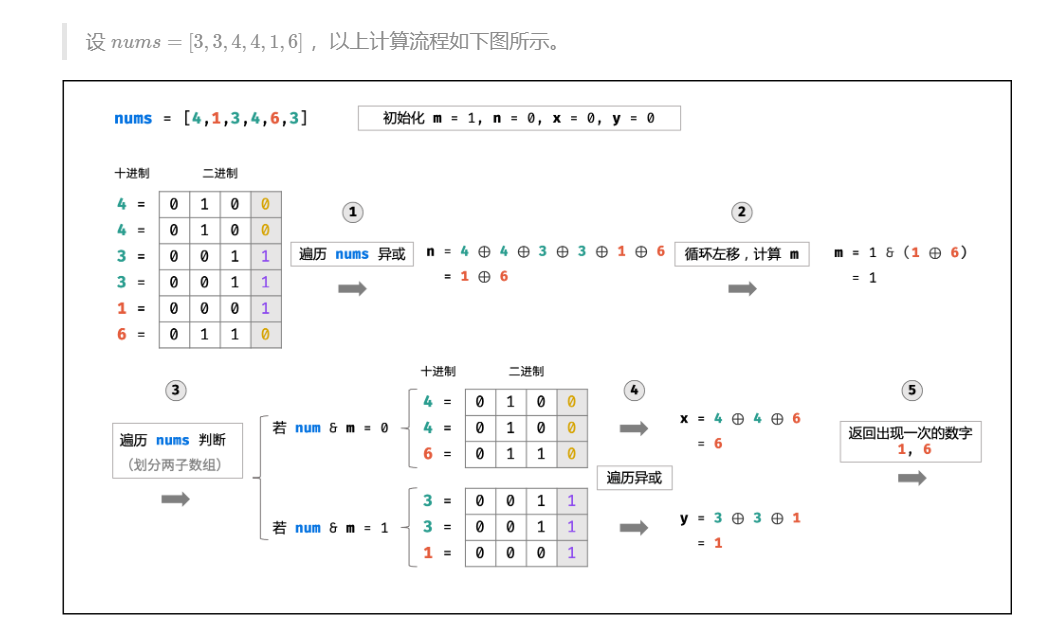 设 nums = [3, 3, 4, 4, 1, 6] ，以上计算流程如下图所示。
nums = [4,1,3,4,6,3]
初始化 m = 1, n = 0, x = 0, y = 0
十进制 二进制
4 = 0 1 0 0
4 = 0 1 0 0
3 = 0 0 1 1
3 = 0 0 1 1
1 = 0 0 0 1
6 = 0 1 1 0
1
遍历 nums 异或
n = 4 ⊕ 4 ⊕ 3 ⊕ 3 ⊕ 1 ⊕ 6
= 1 ⊕ 6
2
循环左移，计算 m
m = 1 & (1 ⊕ 6)
= 1
3
遍历 nums 判断
（划分两子数组）
若 num & m = 0
若 num & m = 1
十进制 二进制
4 = 0 1 0 0
4 = 0 1 0 0
6 = 0 1 1 0
3 = 0 0 1 1
3 = 0 0 1 1
1 = 0 0 0 1
4
遍历异或
x = 4 ⊕ 4 ⊕ 6
= 6
y = 3 ⊕ 3 ⊕ 1
= 1
5
返回出现一次的数字
1, 6